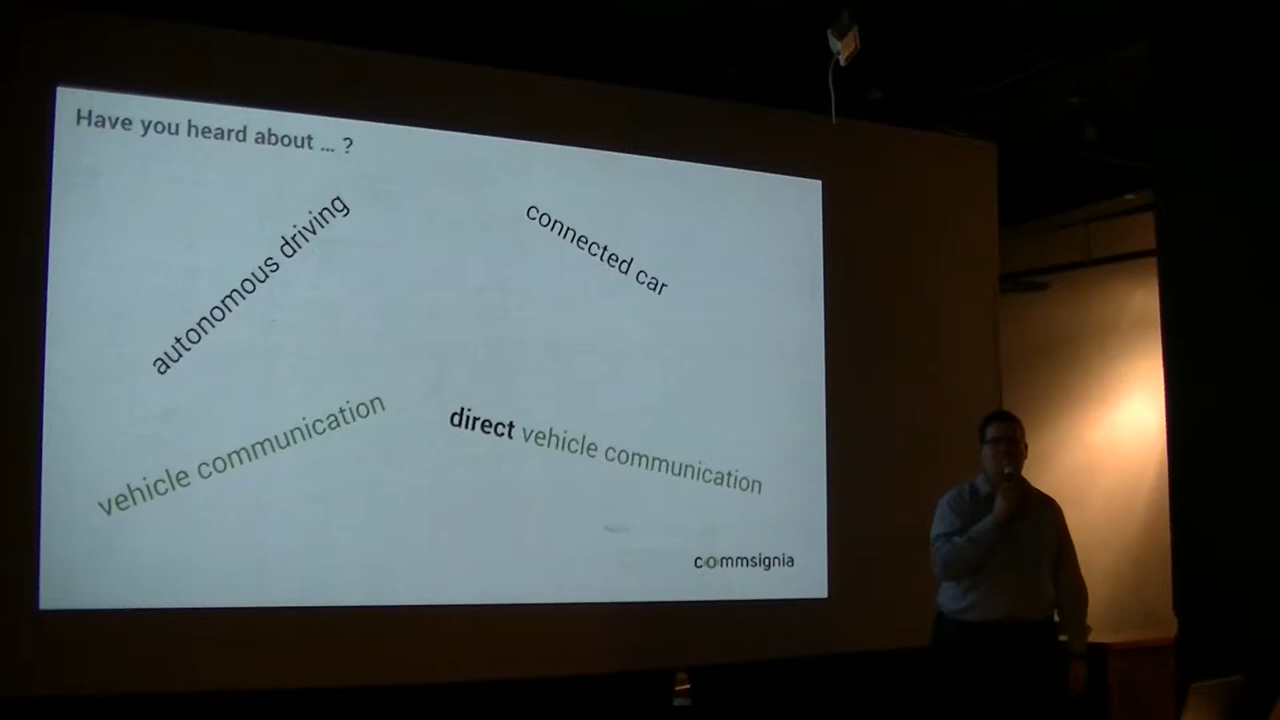 Have you heard about ... ?
autonomous driving
connected car
vehicle communication
direct vehicle communication
commsignia